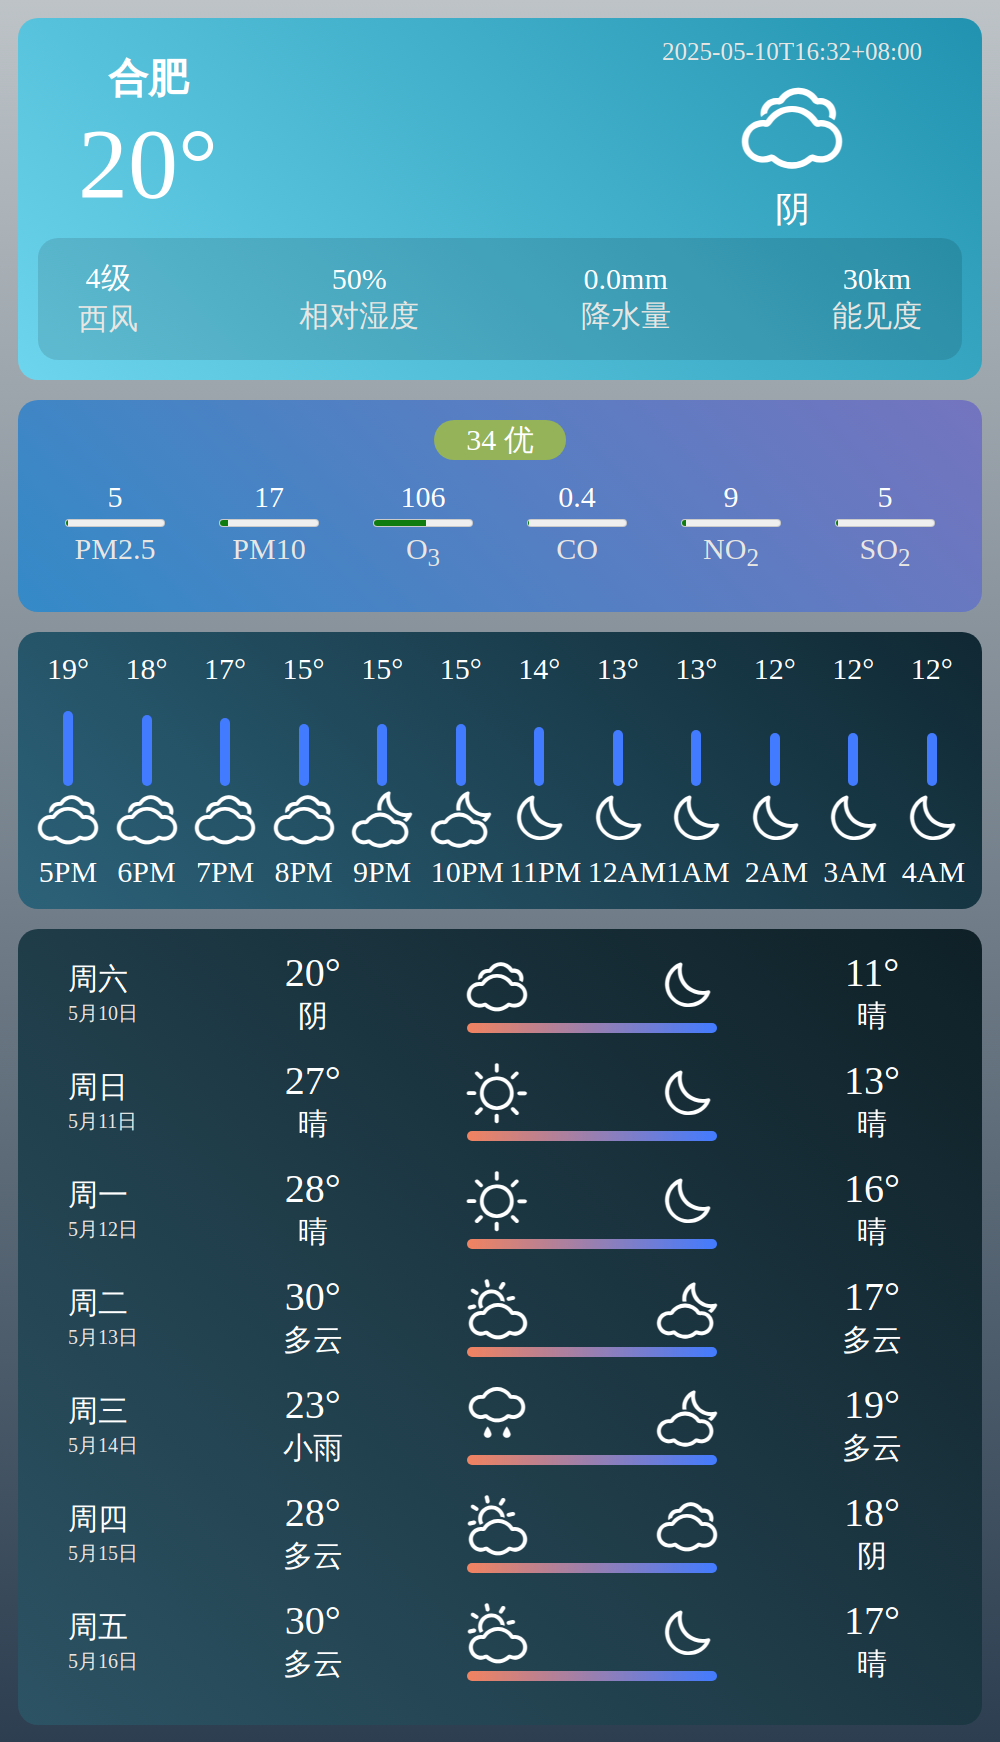 合肥
20°
2025-05-10T16:32+08:00
阴
4级 50% 0.0mm 30km
西风 相对湿度 降水量 能见度
34 优
5 17 106 0.4 9 5
PM2.5 PM10 O3 CO NO2 SO2
19° 18° 17° 15° 15° 15° 14° 13° 13° 12° 12° 12°
5PM 6PM 7PM 8PM 9PM 10PM 11PM 12AM 1AM 2AM 3AM 4AM
周六 20° 11°
5月10日 阴 晴
周日 27° 13°
5月11日 晴 晴
周一 28° 16°
5月12日 晴 晴
周二 30° 17°
5月13日 多云 多云
周三 23° 19°
5月14日 小雨 多云
周四 28° 18°
5月15日 多云 阴
周五 30° 17°
5月16日 多云 晴